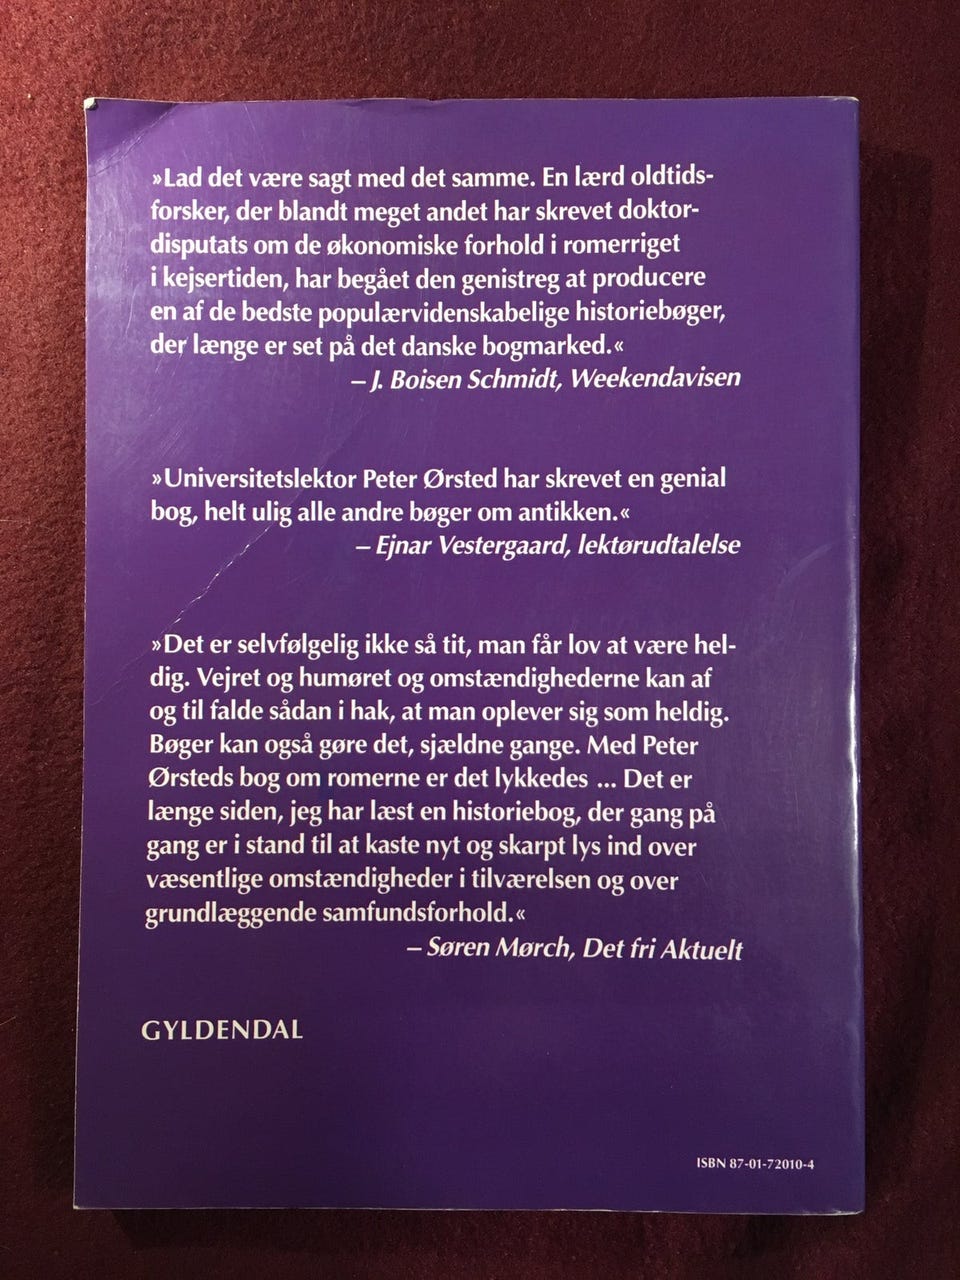 »Lad det være sagt med det samme. En lærd oldtids-
forsker, der blandt meget andet har skrevet doktor-
disputats om de økonomiske forhold i romerriget
i kejsertiden, har begået den genistreg at producere
en af de bedste populærvidenskabelige historiebøger,
der længe er set på det danske bogmarked.«
– J. Boisen Schmidt, Weekendavisen
»Universitetslektor Peter Ørsted har skrevet en genial
bog, helt ulig alle andre bøger om antikken.«
– Ejnar Vestergaard, lektørudtalelse
»Det er selvfølgelig ikke så tit, man får lov at være hel-
dig. Vejret og humøret og omstændighederne kan af
og til falde sådan i hak, at man oplever sig som heldig.
Bøger kan også gøre det, sjældne gange. Med Peter
Ørsteds bog om romerne er det lykkedes ... Det er
længe siden, jeg har læst en historiebog, der gang på
gang er i stand til at kaste nyt og skarpt lys ind over
væsentlige omstændigheder i tilværelsen og over
grundlæggende samfundsforhold.«
– Søren Mørch, Det fri Aktuelt
GYLDENDAL
ISBN 87-01-72010-4